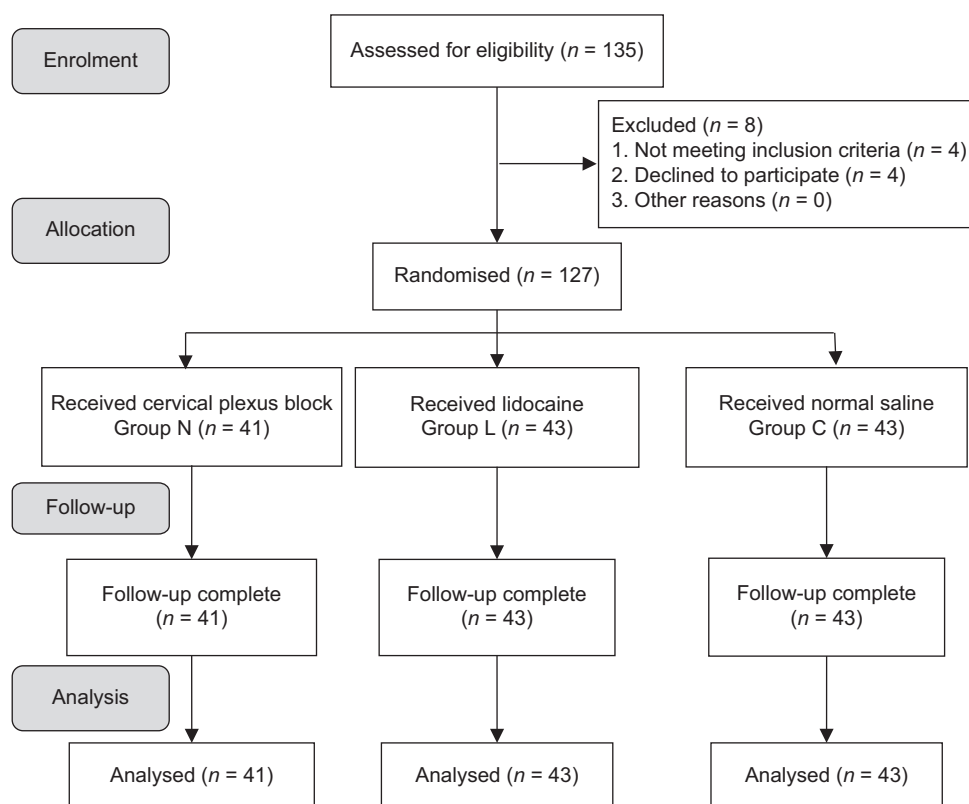 Enrolment
Assessed for eligibility (n = 135)
Excluded (n = 8)
1. Not meeting inclusion criteria (n = 4)
2. Declined to participate (n = 4)
3. Other reasons (n = 0)
Allocation
Randomised (n = 127)
Received cervical plexus block
Group N (n = 41)
Received lidocaine
Group L (n = 43)
Received normal saline
Group C (n = 43)
Follow-up
Follow-up complete
(n = 41)
Follow-up complete
(n = 43)
Follow-up complete
(n = 43)
Analysis
Analysed (n = 41)
Analysed (n = 43)
Analysed (n = 43)